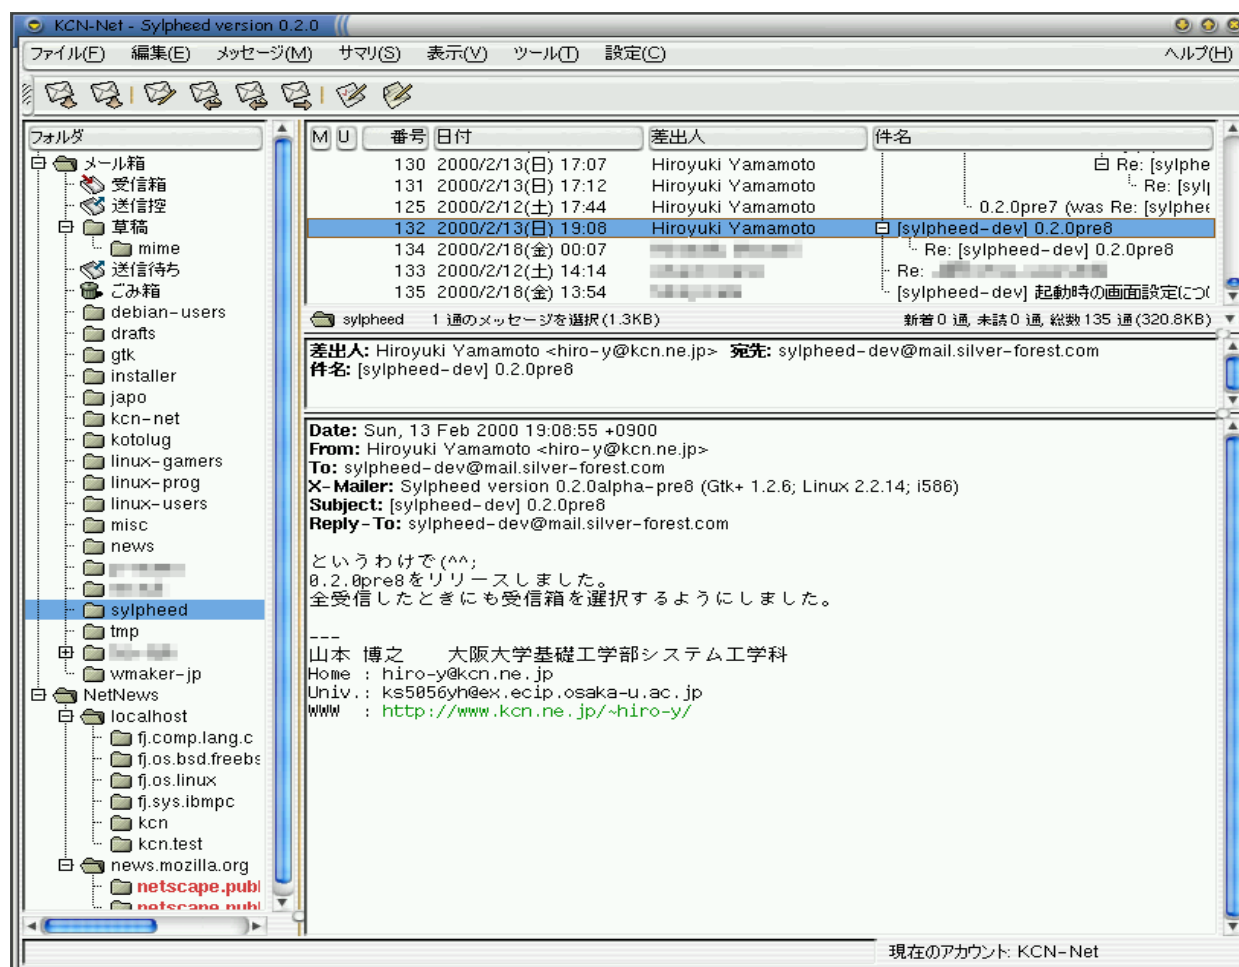 KCN-Net - Sylpheed version 0.2.0
ファイル(F) 編集(E) メッセージ(M) サマリ(S) 表示(V) ツール(T) 設定(C) ヘルプ(H)
フォルダ
メール箱
受信箱
送信控
草稿
mime
送信待ち
ごみ箱
debian-users
drafts
gtk
installer
japo
kcn-net
kotolug
linux-gamers
linux-prog
linux-users
misc
news
sylpheed
tmp
wmaker-jp
NetNews
localhost
fj.comp.lang.c
fj.os.bsd.freebs
fj.os.linux
fj.sys.ibmpc
kcn
kcn.test
news.mozilla.org
netscape.publ
netscape.publ
M U 番号 日付 差出人 件名
130 2000/2/13(日) 17:07 Hiroyuki Yamamoto Re: [sylphe
131 2000/2/13(日) 17:12 Hiroyuki Yamamoto Re: [sylp
125 2000/2/12(土) 17:44 Hiroyuki Yamamoto 0.2.0pre7 (was Re: [sylphee
132 2000/2/13(日) 19:08 Hiroyuki Yamamoto [sylpheed-dev] 0.2.0pre8
134 2000/2/18(金) 00:07 Re: [sylpheed-dev] 0.2.0pre8
133 2000/2/12(土) 14:14 Re:
135 2000/2/18(金) 13:54 [sylpheed-dev] 起動時の画面設定につ(
sylpheed 1 通のメッセージを選択(1.3KB) 新着0 通, 未読0 通, 総数135 通(320.8KB)
差出人: Hiroyuki Yamamoto <hiro-y@kcn.ne.jp> 宛先: sylpheed-dev@mail.silver-forest.com
件名: [sylpheed-dev] 0.2.0pre8
Date: Sun, 13 Feb 2000 19:08:55 +0900
From: Hiroyuki Yamamoto <hiro-y@kcn.ne.jp>
To: sylpheed-dev@mail.silver-forest.com
X-Mailer: Sylpheed version 0.2.0alpha-pre8 (Gtk+ 1.2.6; Linux 2.2.14; i586)
Subject: [sylpheed-dev] 0.2.0pre8
Reply-To: sylpheed-dev@mail.silver-forest.com
というわけで(^^;
0.2.0pre8をリリースしました。
全受信したときにも受信箱を選択するようにしました。
---
山本 博之 大阪大学基礎工学部システム工学科
Home : hiro-y@kcn.ne.jp
Univ.: ks5056yh@ex.ecip.osaka-u.ac.jp
WWW : http://www.kcn.ne.jp/~hiro-y/
現在のアカウント: KCN-Net